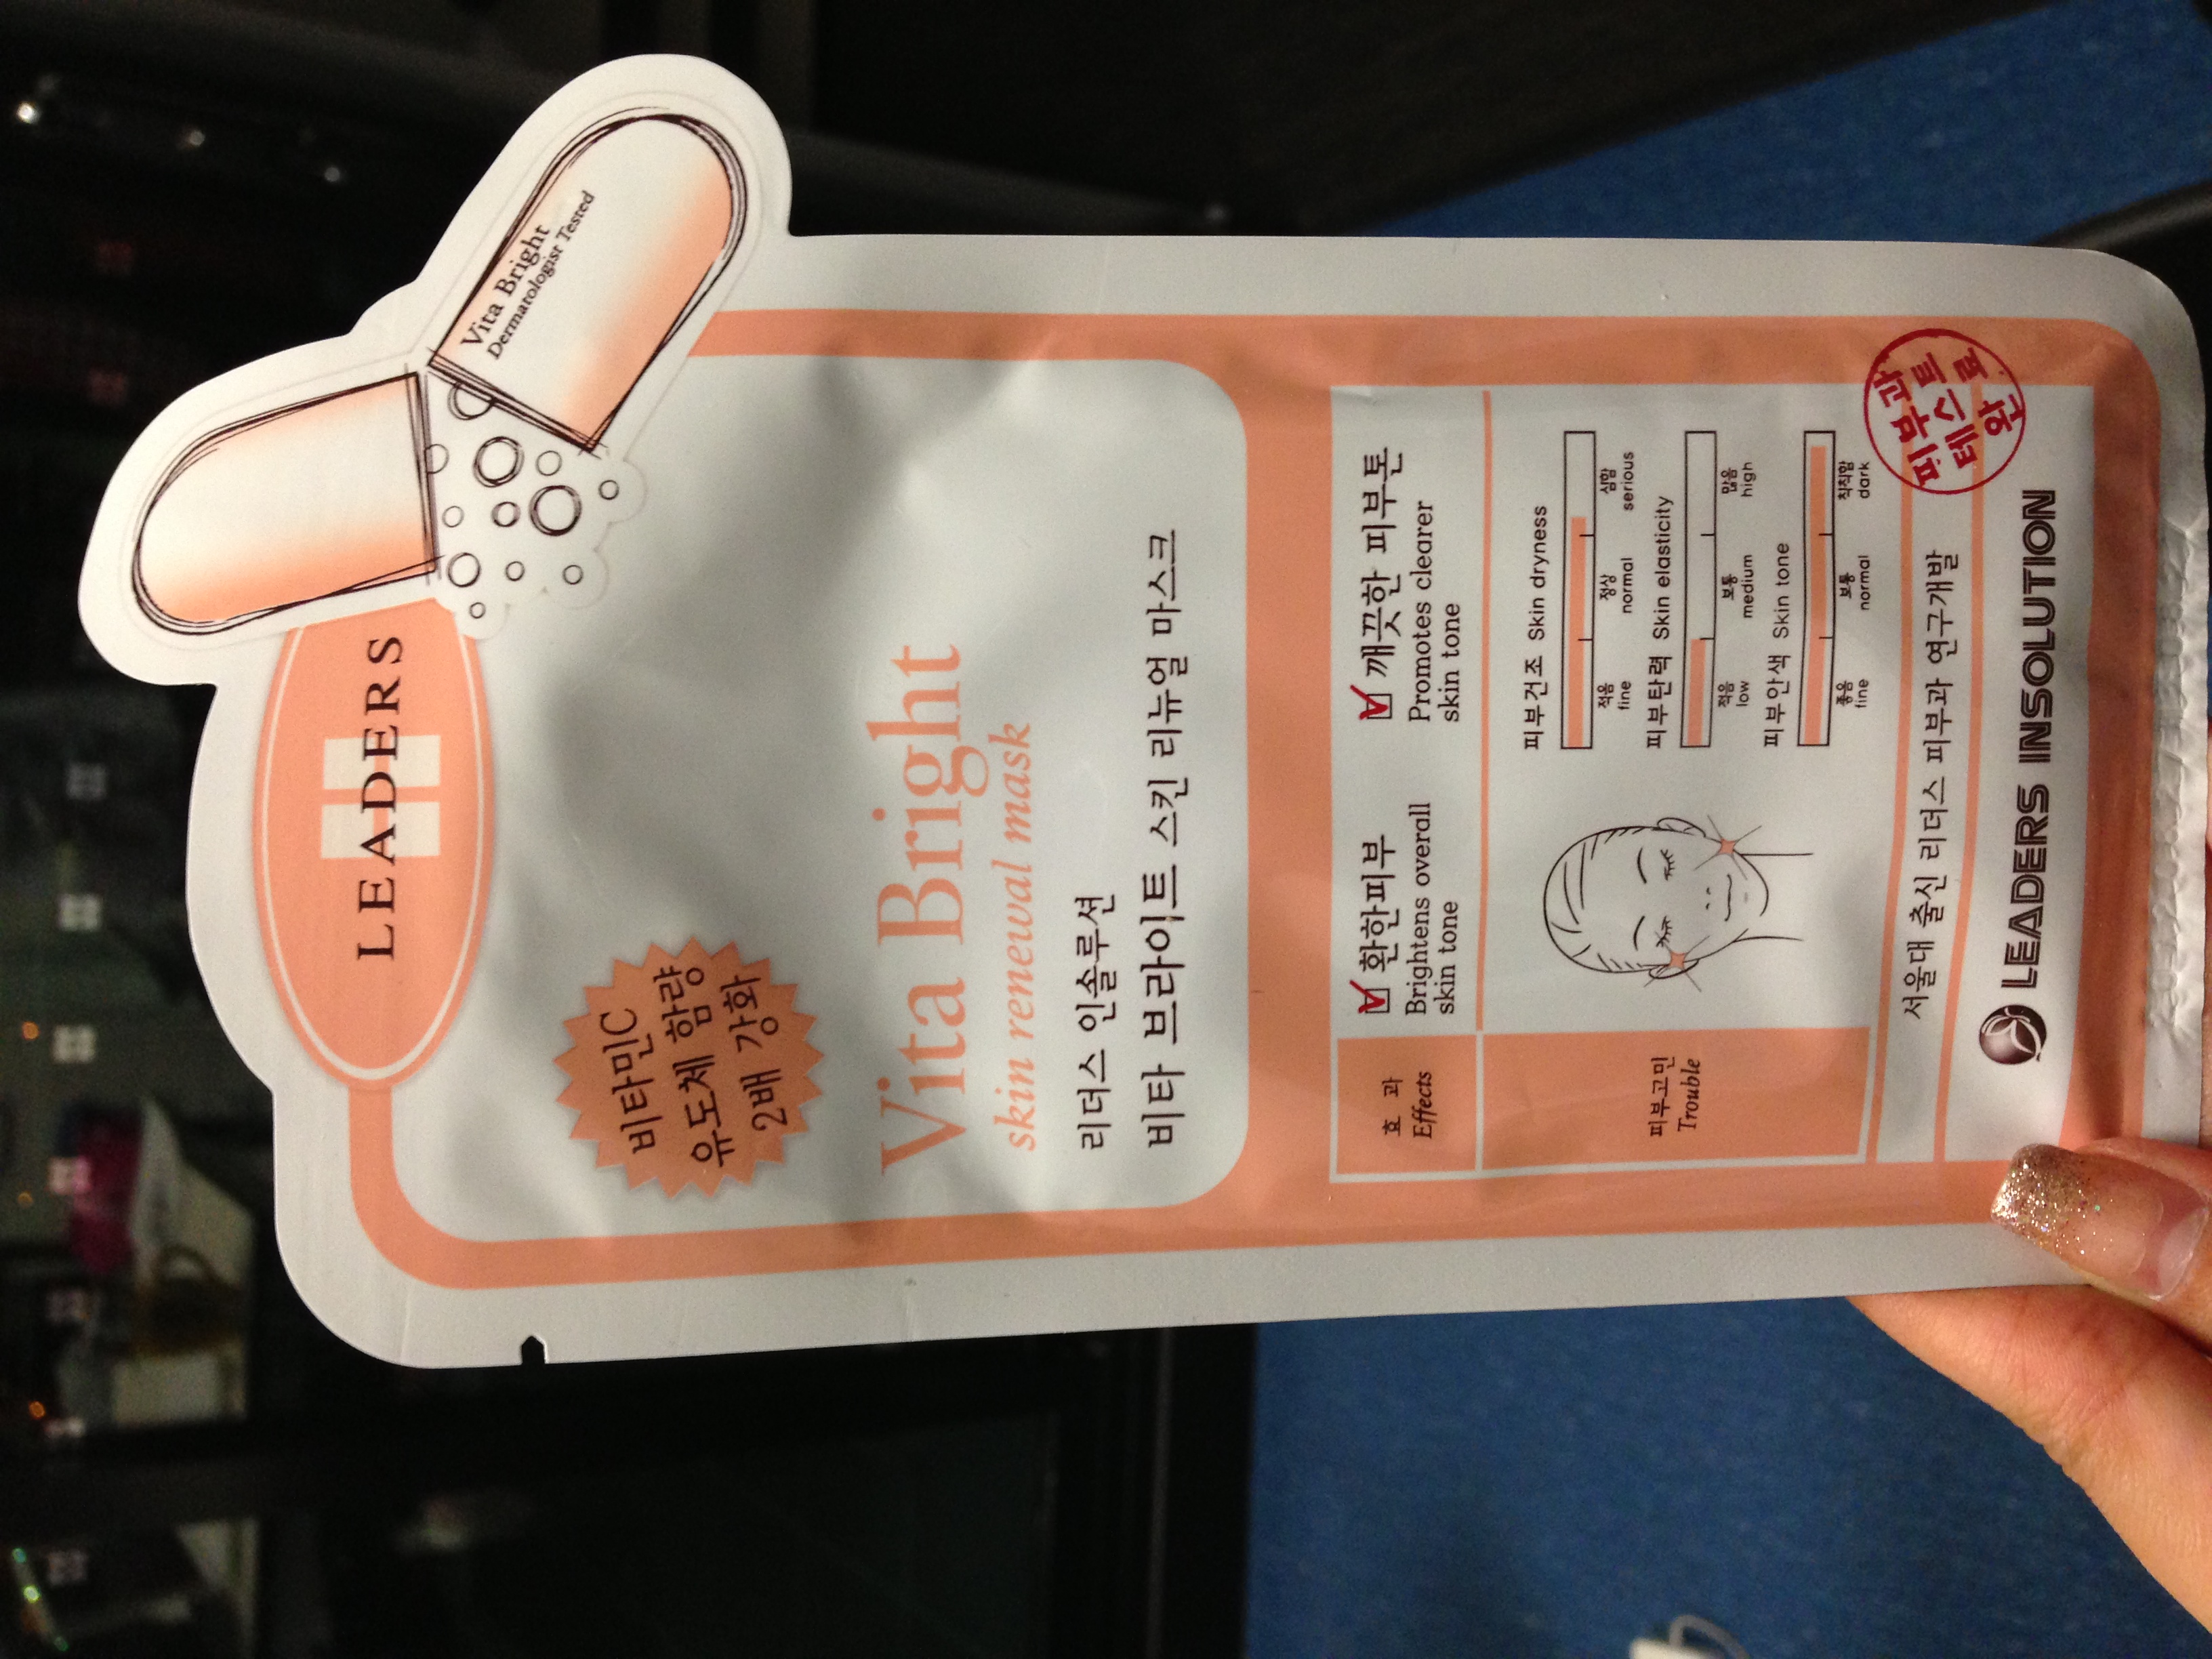 Vita Bright
Dermatologist Tested
LEADERS
비타민C
유도체 함량
2배 강화
Vita Bright
skin renewal mask
리더스 인솔루션
비타 브라이트 스킨 리뉴얼 마스크
효 과
Effects
환한피부
Brightens overall
skin tone
깨끗한 피부톤
Promotes clearer
skin tone
피부고민
Trouble
피부건조 Skin dryness
적음 정상 심함
fine normal serious
피부탄력 Skin elasticity
적음 보통 많음
low medium high
피부안색 Skin tone
좋음 보통 칙칙함
fine normal dark
서울대 출신 리더스 피부과 연구개발
피부과
테스트
완료
LEADERS INSOLUTION